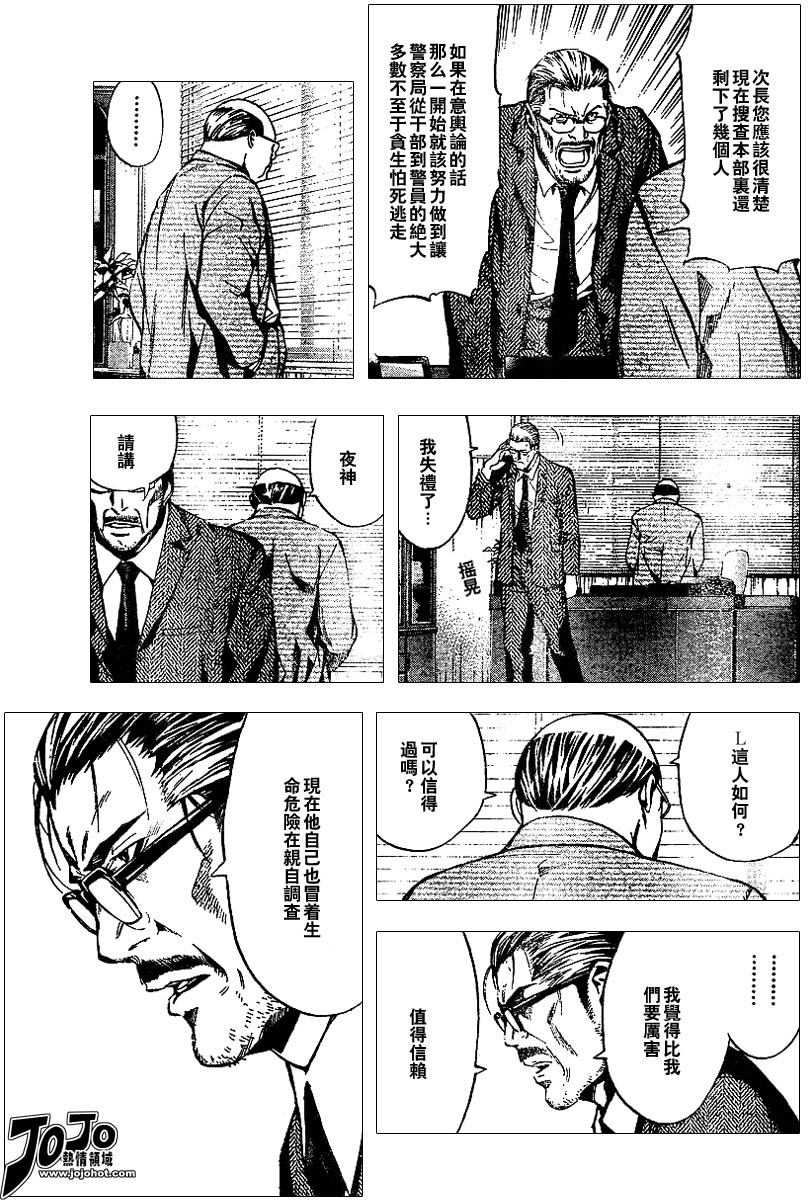 次長您應該很清楚
現在搜查本部裏還
剩下了幾個人
如果在意輿論的話
那么一開始就該努力做到讓
警察局從干部到警員的絕大
多數不至于貪生怕死逃走
………
我失禮了…
摇晃
夜神
請講
L這人如何？
可以信得
過嗎？
………
我覺得比我
們要厲害
值得信賴
現在他自己也冒着生
命危險在親自調查
JOJO
熱情領域
www.jojohot.com